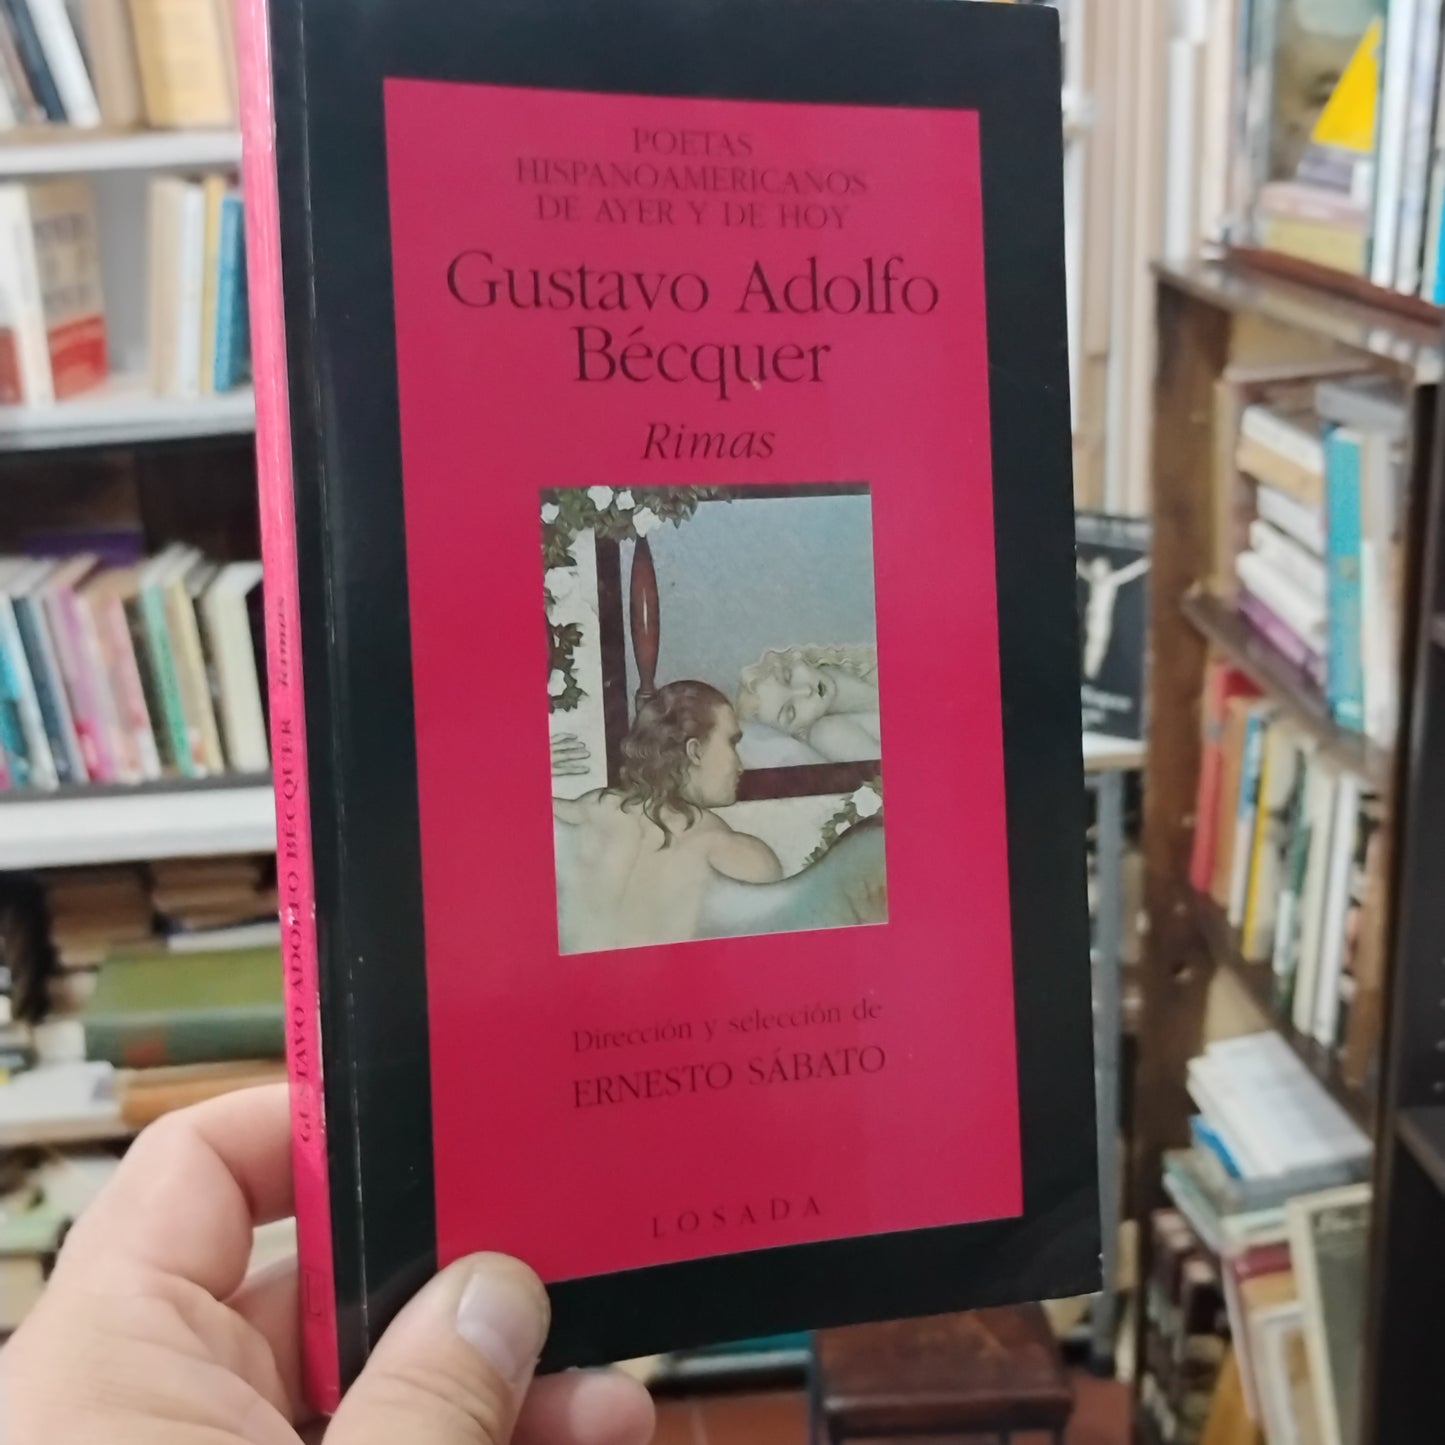 POETAS
HISPANOAMERICANOS
DE AYER Y DE HOY
Gustavo Adolfo
Bécquer
Rimas
Dirección y selección de
ERNESTO SÁBATO
LOSADA
GUSTAVO ADOLFO BÉCQUER Rimas